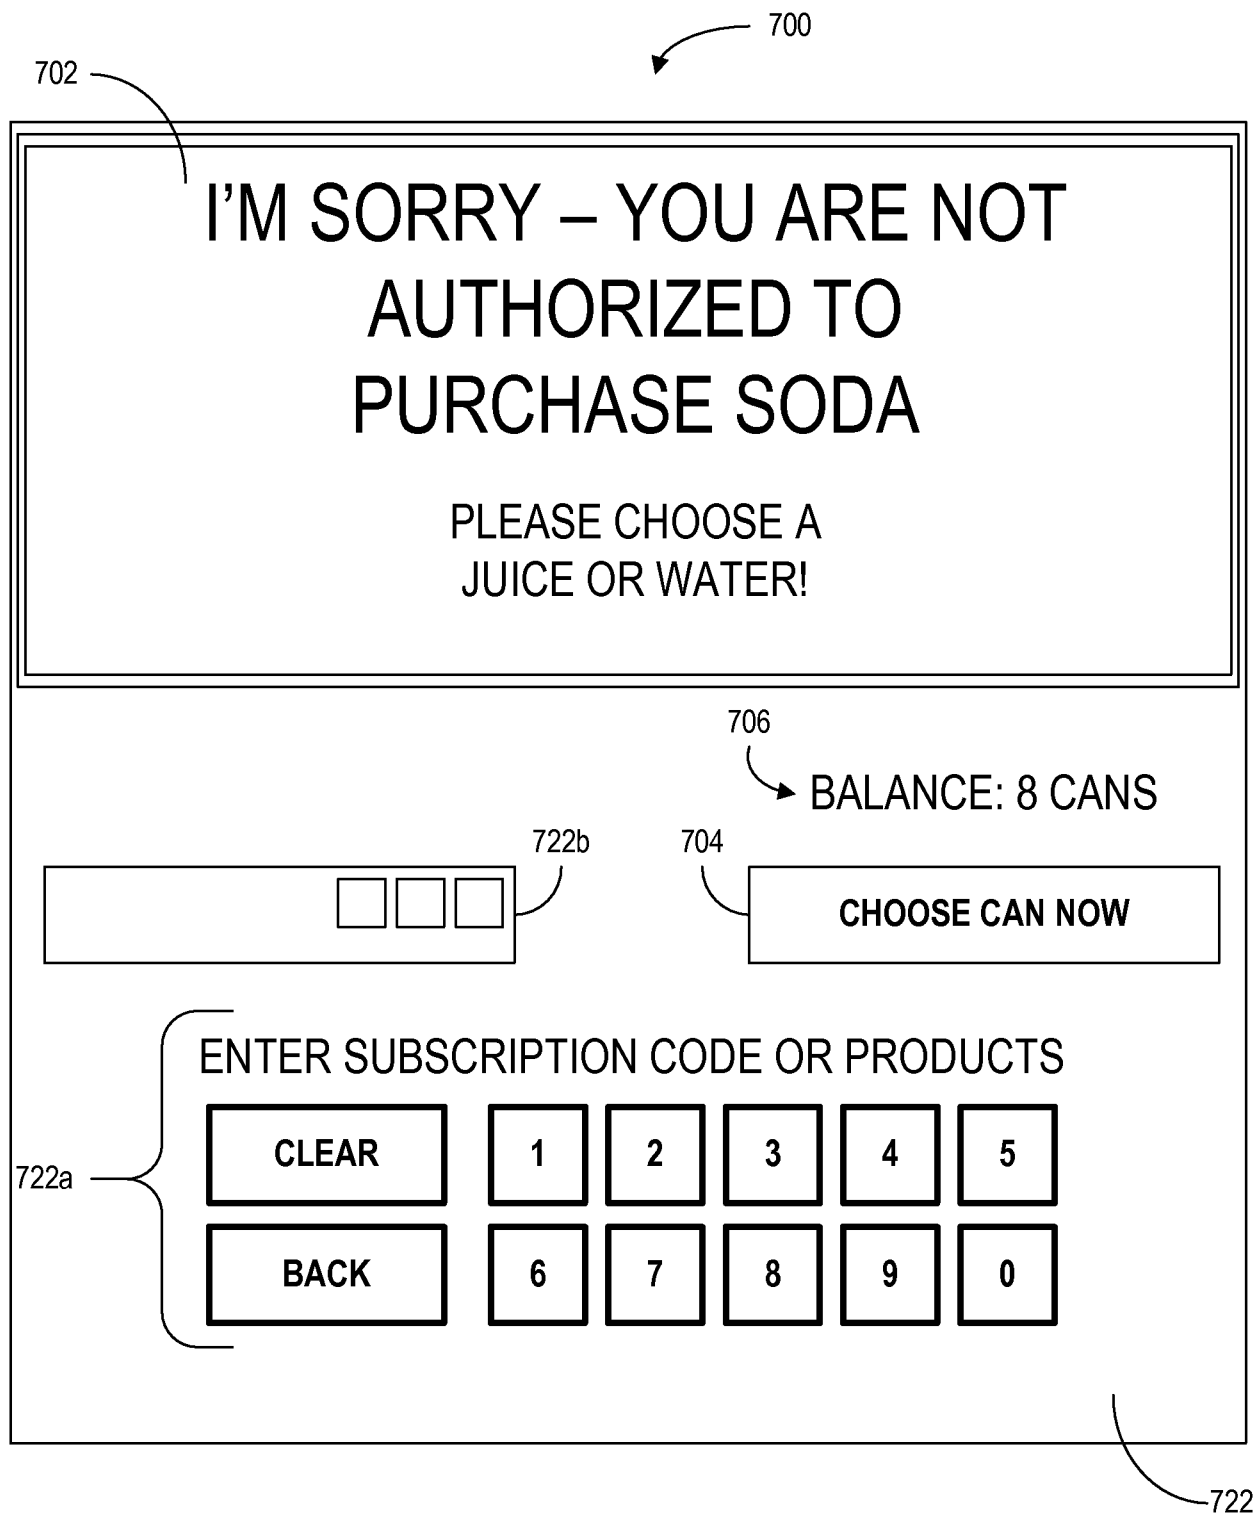 700
702
I'M SORRY – YOU ARE NOT
AUTHORIZED TO
PURCHASE SODA
PLEASE CHOOSE A
JUICE OR WATER!
706
BALANCE: 8 CANS
722b
704
CHOOSE CAN NOW
ENTER SUBSCRIPTION CODE OR PRODUCTS
CLEAR 1 2 3 4 5
722a
BACK 6 7 8 9 0
722